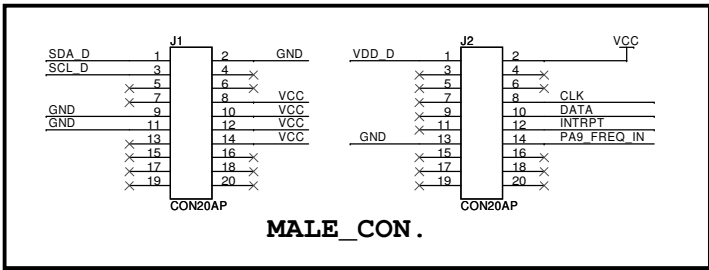 J1
SDA_D 1 2 GND
SCL_D 3 4
5 6
7 8 VCC
GND 9 10 VCC
GND 11 12 VCC
13 14 VCC
15 16
17 18
19 20
CON20AP
J2
VCC
VDD_D 1 2
3 4
5 6
7 8 CLK
9 10 DATA
11 12 INTRPT
GND 13 14 PA9_FREQ_IN
15 16
17 18
19 20
CON20AP
MALE_CON.